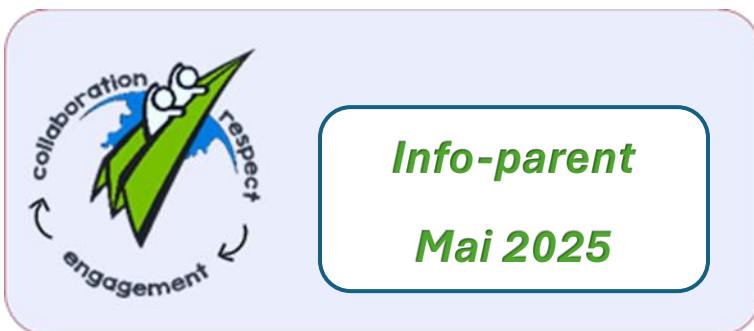 collaboration
respect
engagement
Info-parent
Mai 2025